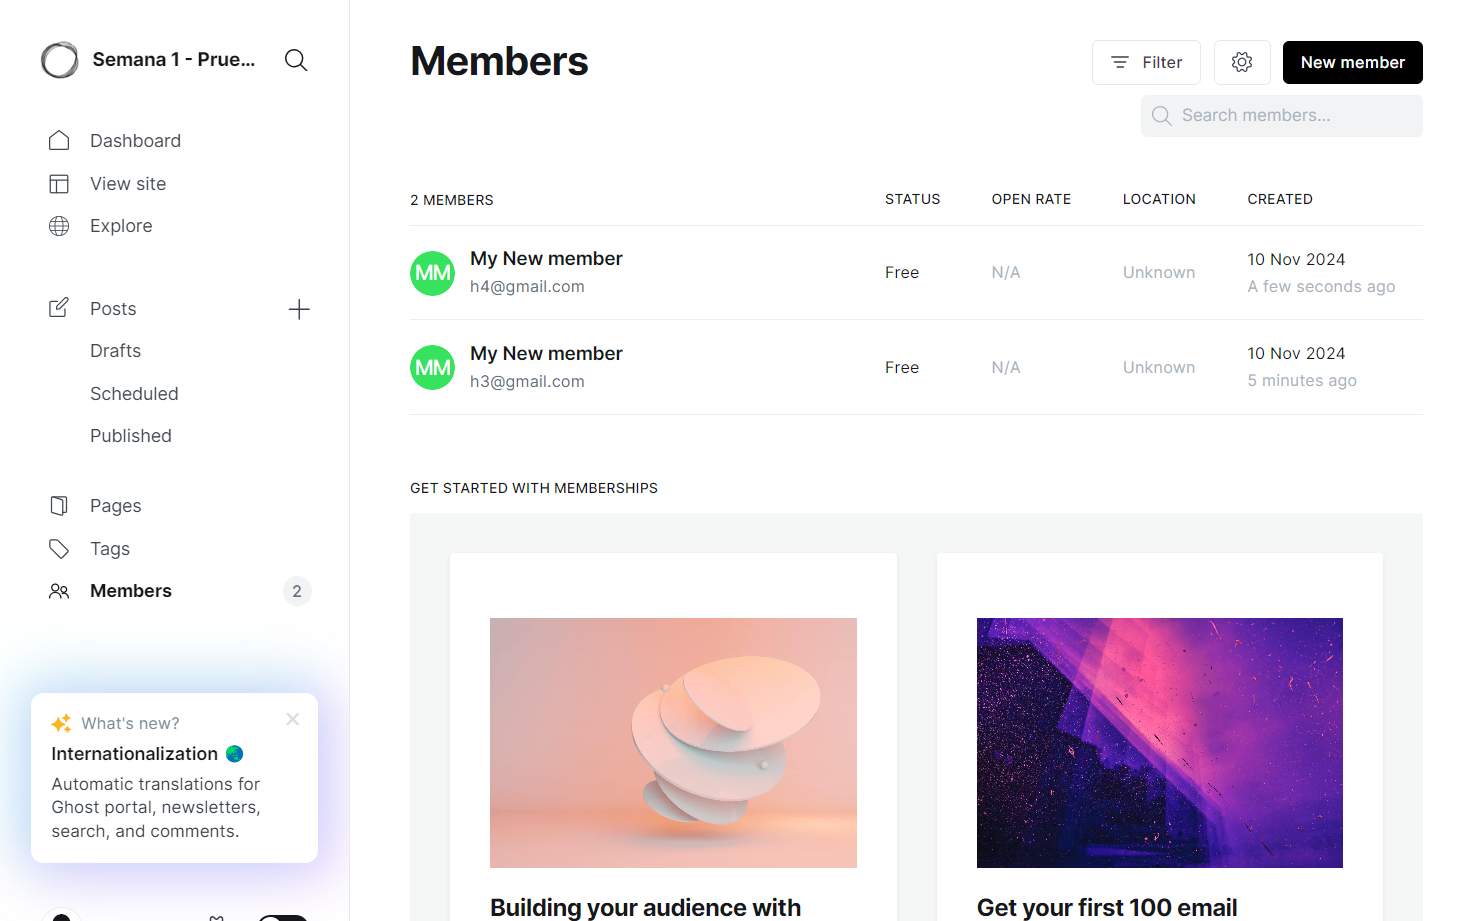 Semana 1 - Prue...
Dashboard
View site
Explore
Posts
Drafts
Scheduled
Published
Pages
Tags
Members
2
What's new?
Internationalization
Automatic translations for
Ghost portal, newsletters,
search, and comments.
Members
Filter
New member
Search members...
2 MEMBERS STATUS OPEN RATE LOCATION CREATED
MM
My New member
h4@gmail.com
Free
N/A
Unknown
10 Nov 2024
A few seconds ago
MM
My New member
h3@gmail.com
Free
N/A
Unknown
10 Nov 2024
5 minutes ago
GET STARTED WITH MEMBERSHIPS
Building your audience with
Get your first 100 email